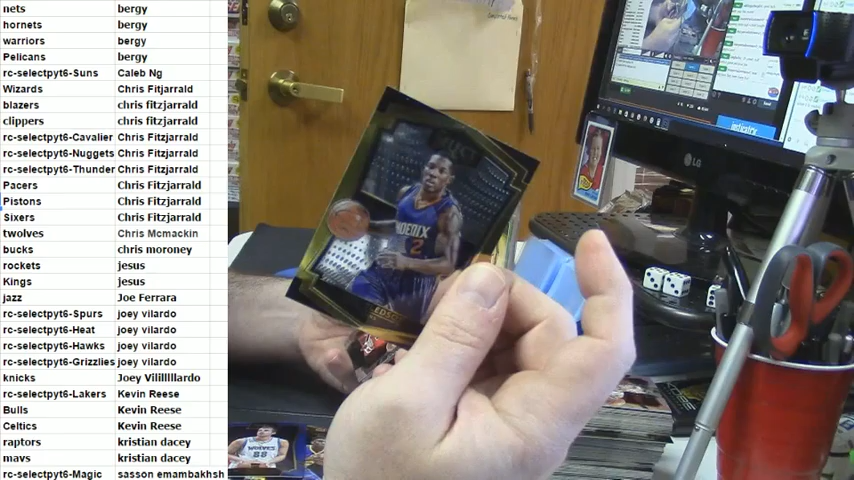 nets bergy
hornets bergy
warriors bergy
Pelicans bergy
rc-selectpyt6-Suns Caleb Ng
Wizards Chris Fitjarrald
blazers chris fitzjarrald
clippers chris fitzjarrald
rc-selectpyt6-Cavalier Chris Fitzjarrald
rc-selectpyt6-Nuggets Chris Fitzjarrald
rc-selectpyt6-Thunder Chris Fitzjarrald
Pacers Chris Fitzjarrald
Pistons Chris Fitzjarrald
Sixers Chris Fitzjarrald
twolves Chris Mcmackin
bucks chris moroney
rockets jesus
Kings jesus
jazz Joe Ferrara
rc-selectpyt6-Spurs joey vilardo
rc-selectpyt6-Heat joey vilardo
rc-selectpyt6-Hawks joey vilardo
rc-selectpyt6-Grizzlies joey vilardo
knicks Joey Villlllllardo
rc-selectpyt6-Lakers Kevin Reese
Bulls Kevin Reese
Celtics Kevin Reese
raptors kristian dacey
mavs kristian dacey
rc-selectpyt6-Magic sasson emambakhsh
SELECT
PHOENIX
2
LG
WOLVES
88